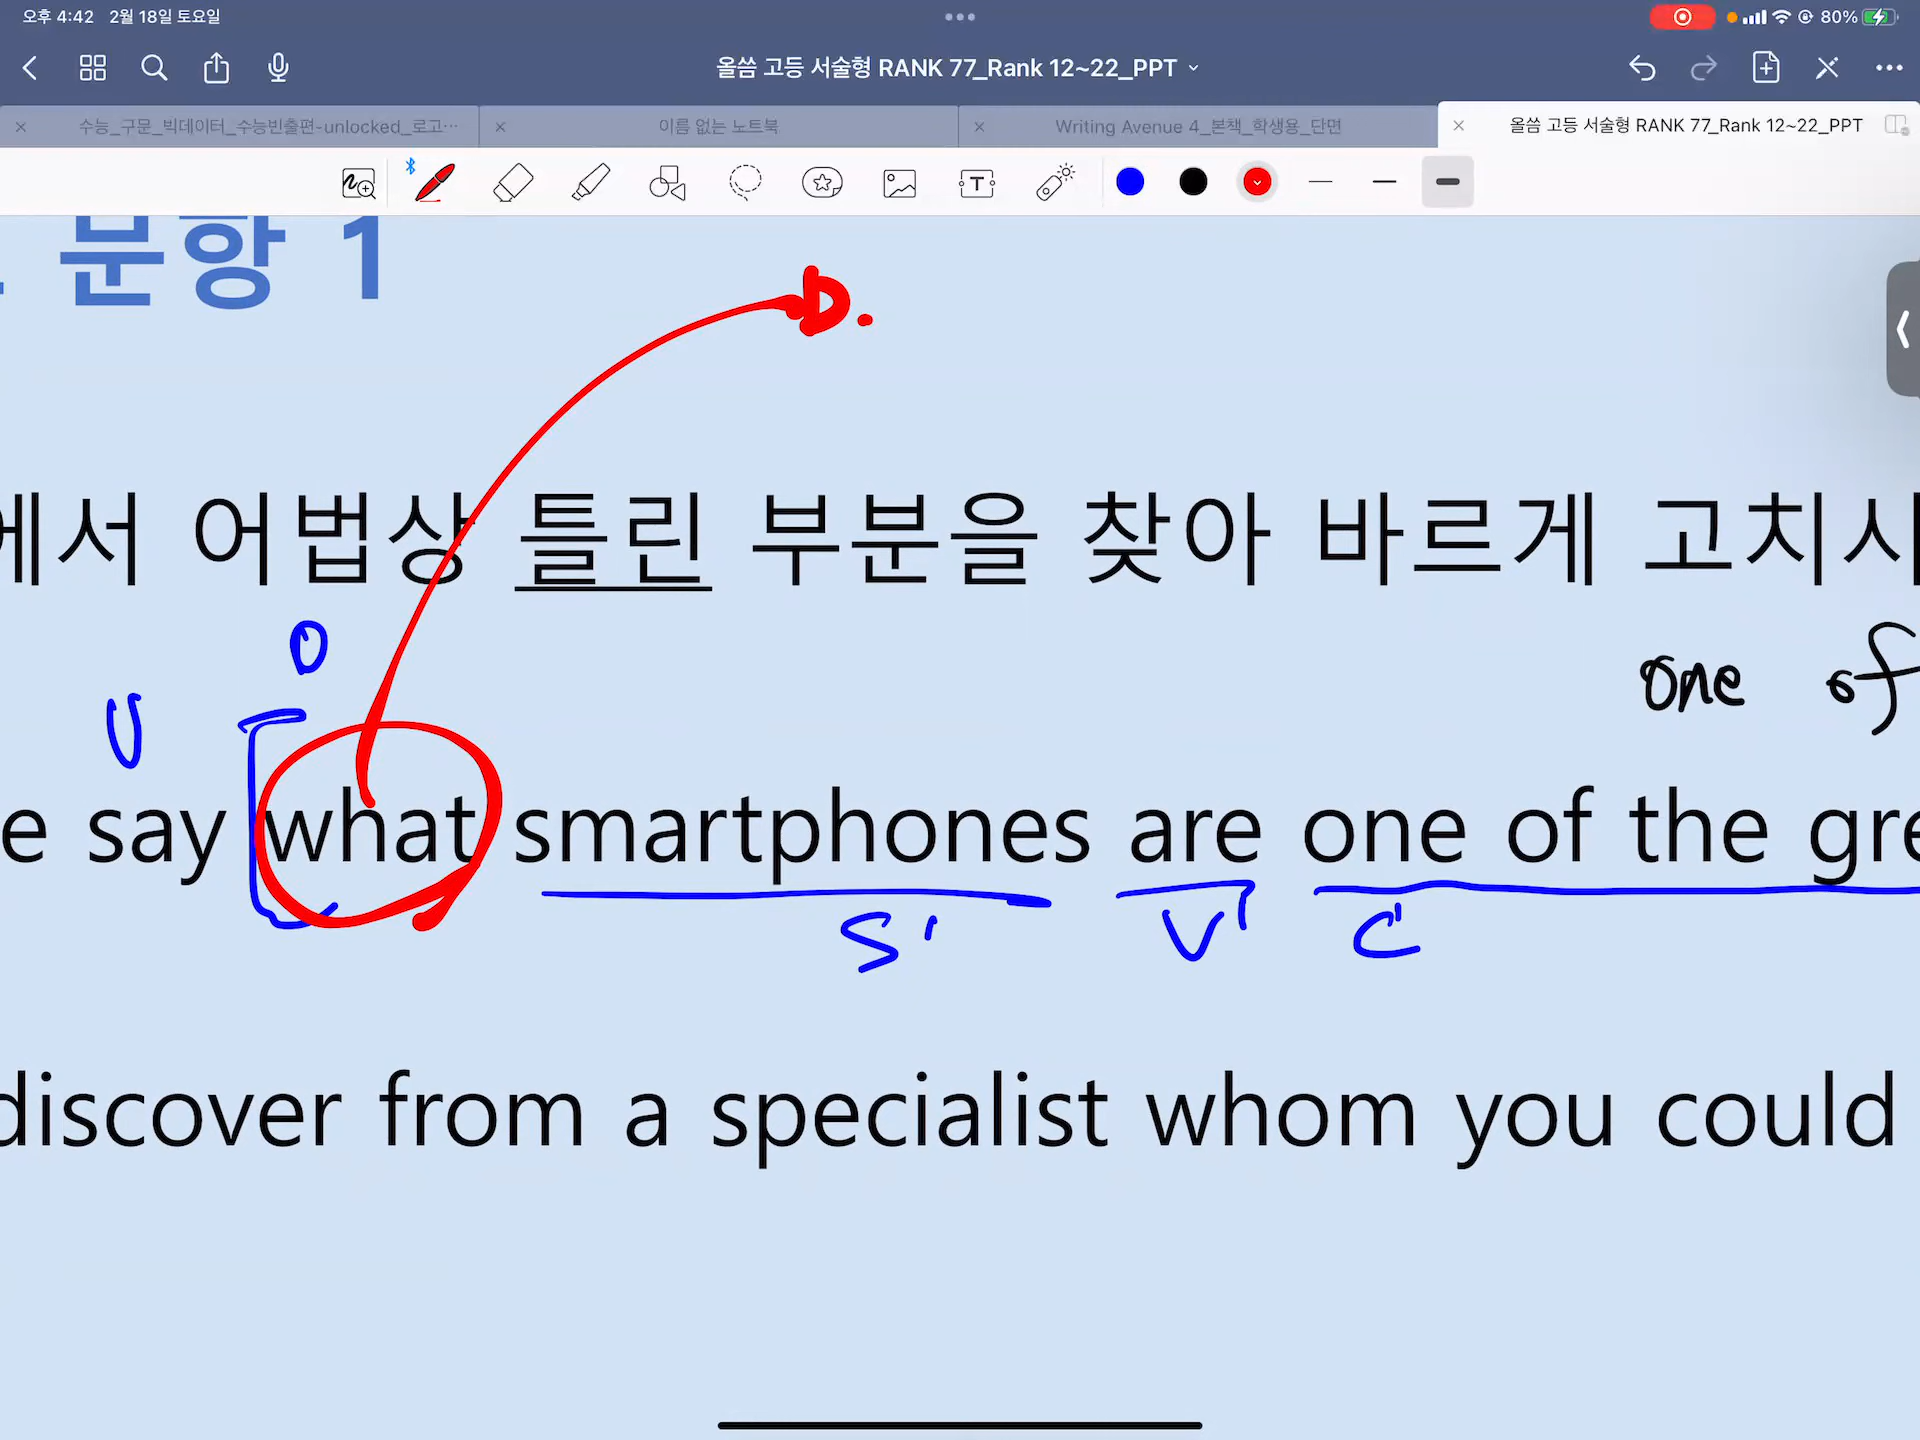 오후 4:42 2월 18일 토요일
80%
올씀 고등 서술형 RANK 77_Rank 12~22_PPT
수능_구문_빅데이터_수능빈출편-unlocked_로고…
이름 없는 노트북
Writing Avenue 4_본책_학생용_단면
올씀 고등 서술형 RANK 77_Rank 12~22_PPT
T
문항 1
D.
에서 어법상 틀린 부분을 찾아 바르게 고치시
O
one of
V
e say what smartphones are one of the gre
S' V' C'
discover from a specialist whom you could